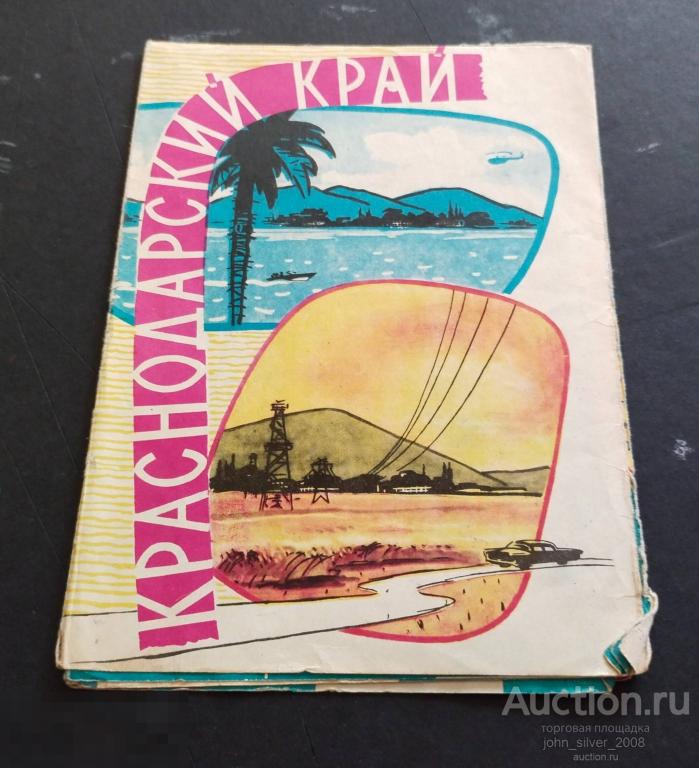 КРАСНОДАРСКИЙ КРАЙ
Auction.ru
торговая площадка
john_silver_2008
auction.ru